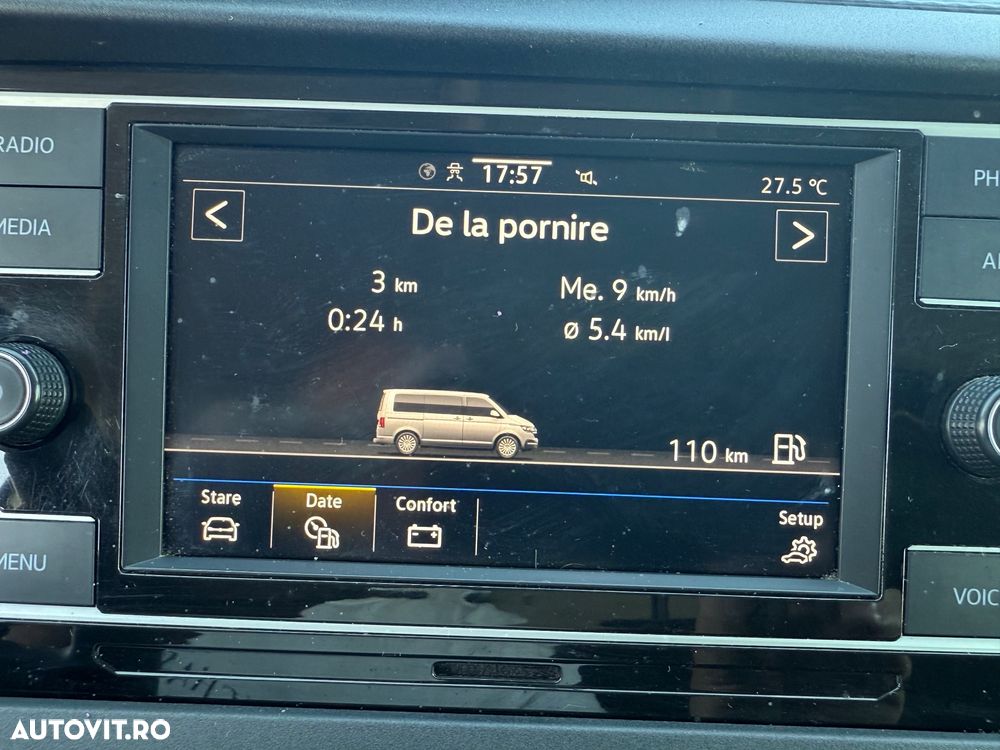 RADIO
MEDIA
MENU
17:57
27.5 °C
<
De la pornire
>
3 km
Me. 9 km/h
0:24 h
ø 5.4 km/l
110 km
Stare
Date
Confort
Setup
PH
VOIC
AUTOVIT.RO